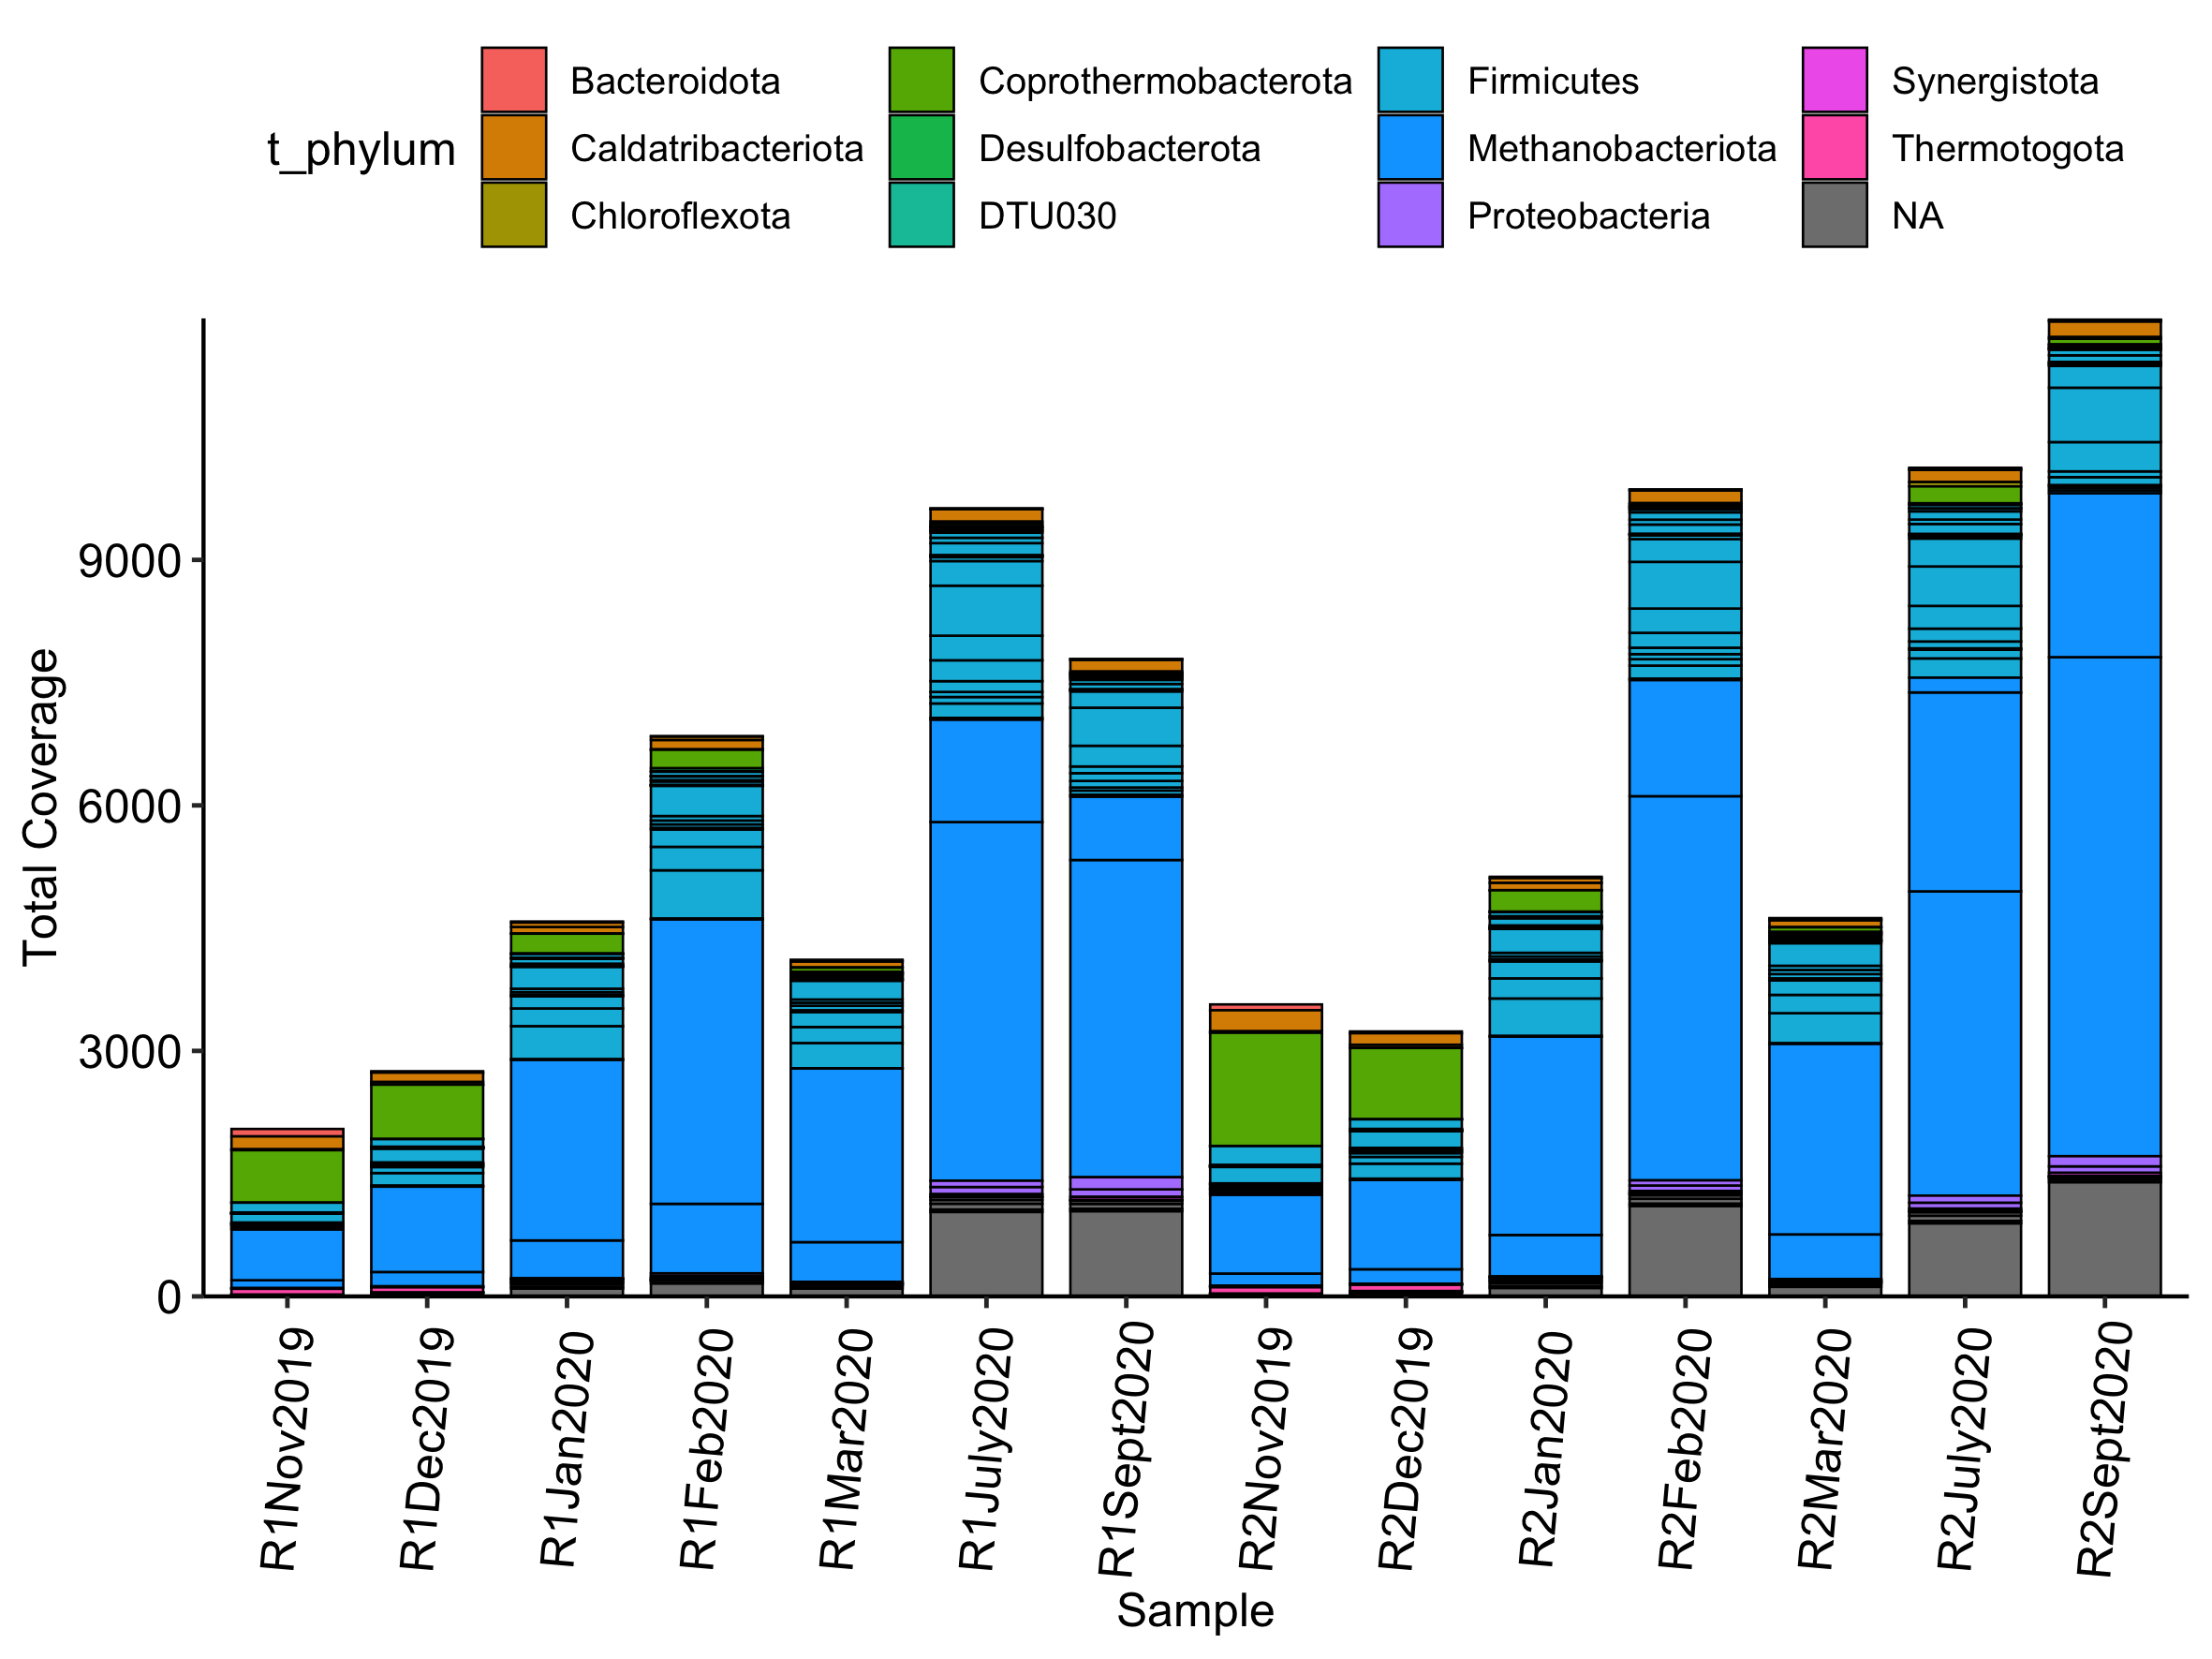 t_phylum
Bacteroidota
Caldatribacteriota
Chloroflexota
Coprothermobacterota
Desulfobacterota
DTU030
Firmicutes
Methanobacteriota
Proteobacteria
Synergistota
Thermotogota
NA
Total Coverage
9000
6000
3000
0
R1Nov2019
R1Dec2019
R1Jan2020
R1Feb2020
R1Mar2020
R1July2020
R1Sept2020
R2Nov2019
R2Dec2019
R2Jan2020
R2Feb2020
R2Mar2020
R2July2020
R2Sept2020
Sample